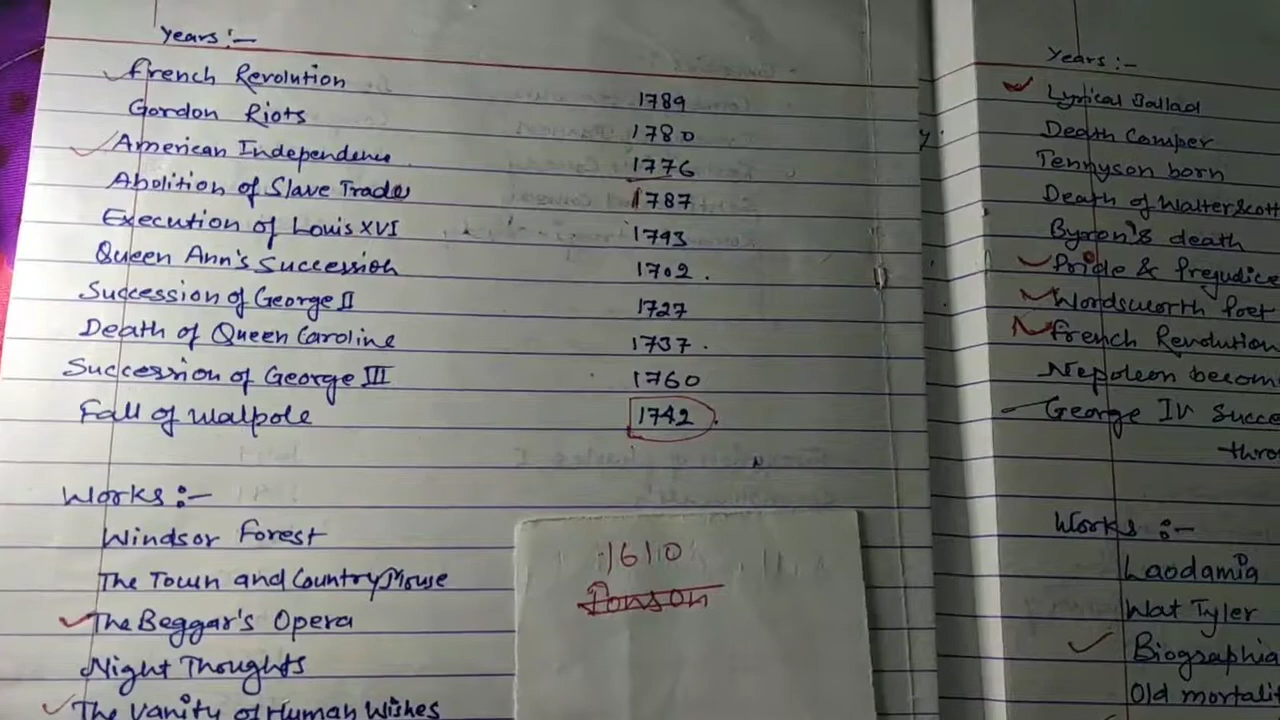 Years :-
French Revolution 1789
Gordon Riots 1780
American Independence 1776
Abolition of Slave Trade 1787
Execution of Louis XVI 1793
Queen Ann's Succession 1702.
Succession of George II 1727
Death of Queen Caroline 1737.
Succession of George III 1760
Fall of Walpole 1742
Works :-
Windsor Forest
The Town and Country Mouse
The Beggar's Opera
Night Thoughts
The Vanity of Human Wishes
1610
Years :-
Lyrical Ballad
Death Comper
Tennyson born
Death of Walter Scott
Byron's death
Pride & Prejudice
Wordsworth Poet
French Revolution
Nepoleon becom
George IV Succe
thro
Works :-
Laodamia
Wat Tyler
Biographia
Old mortalit